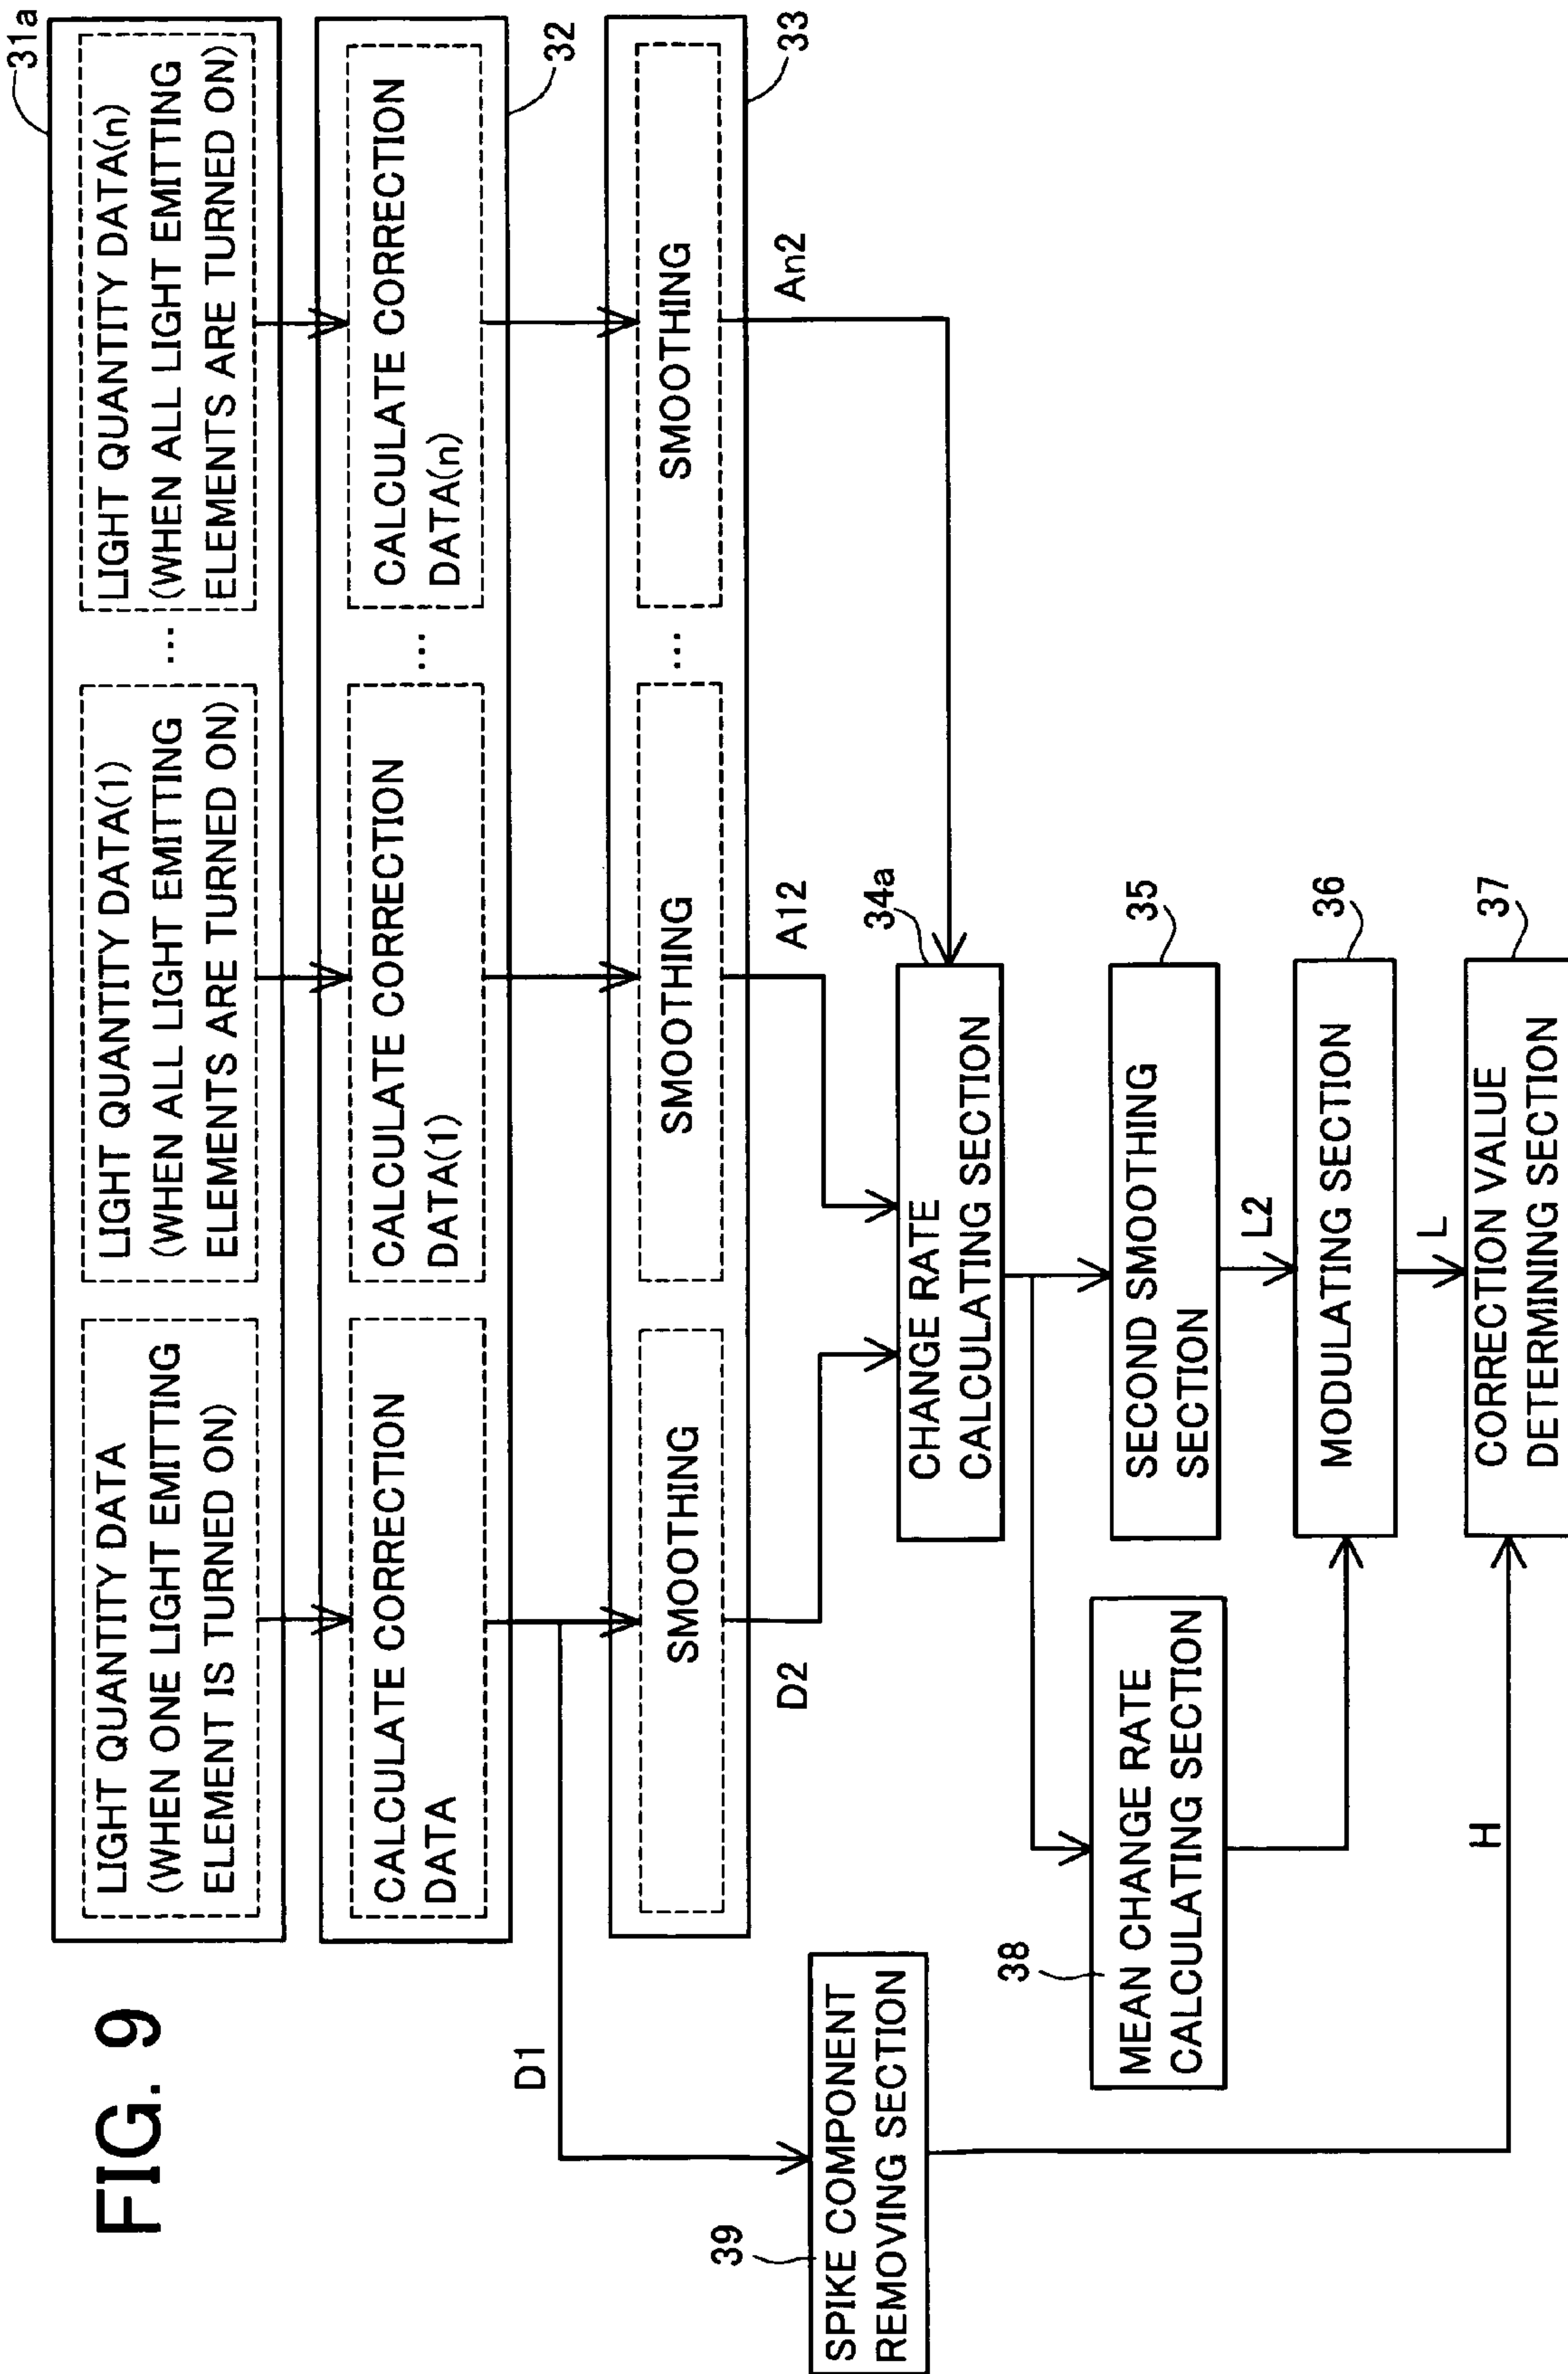 FIG. 9
31a
LIGHT QUANTITY DATA
(WHEN ONE LIGHT EMITTING
ELEMENT IS TURNED ON)
LIGHT QUANTITY DATA(1)
(WHEN ALL LIGHT EMITTING
ELEMENTS ARE TURNED ON)
...
LIGHT QUANTITY DATA(n)
(WHEN ALL LIGHT EMITTING
ELEMENTS ARE TURNED ON)
CALCULATE CORRECTION
DATA
CALCULATE CORRECTION
DATA(1)
...
CALCULATE CORRECTION
DATA(n)
32
D1
SMOOTHING
SMOOTHING
...
SMOOTHING
33
D2
A12
An2
39
SPIKE COMPONENT
REMOVING SECTION
34a
CHANGE RATE
CALCULATING SECTION
38
MEAN CHANGE RATE
CALCULATING SECTION
35
SECOND SMOOTHING
SECTION
L2
36
MODULATING SECTION
L
H
37
CORRECTION VALUE
DETERMINING SECTION